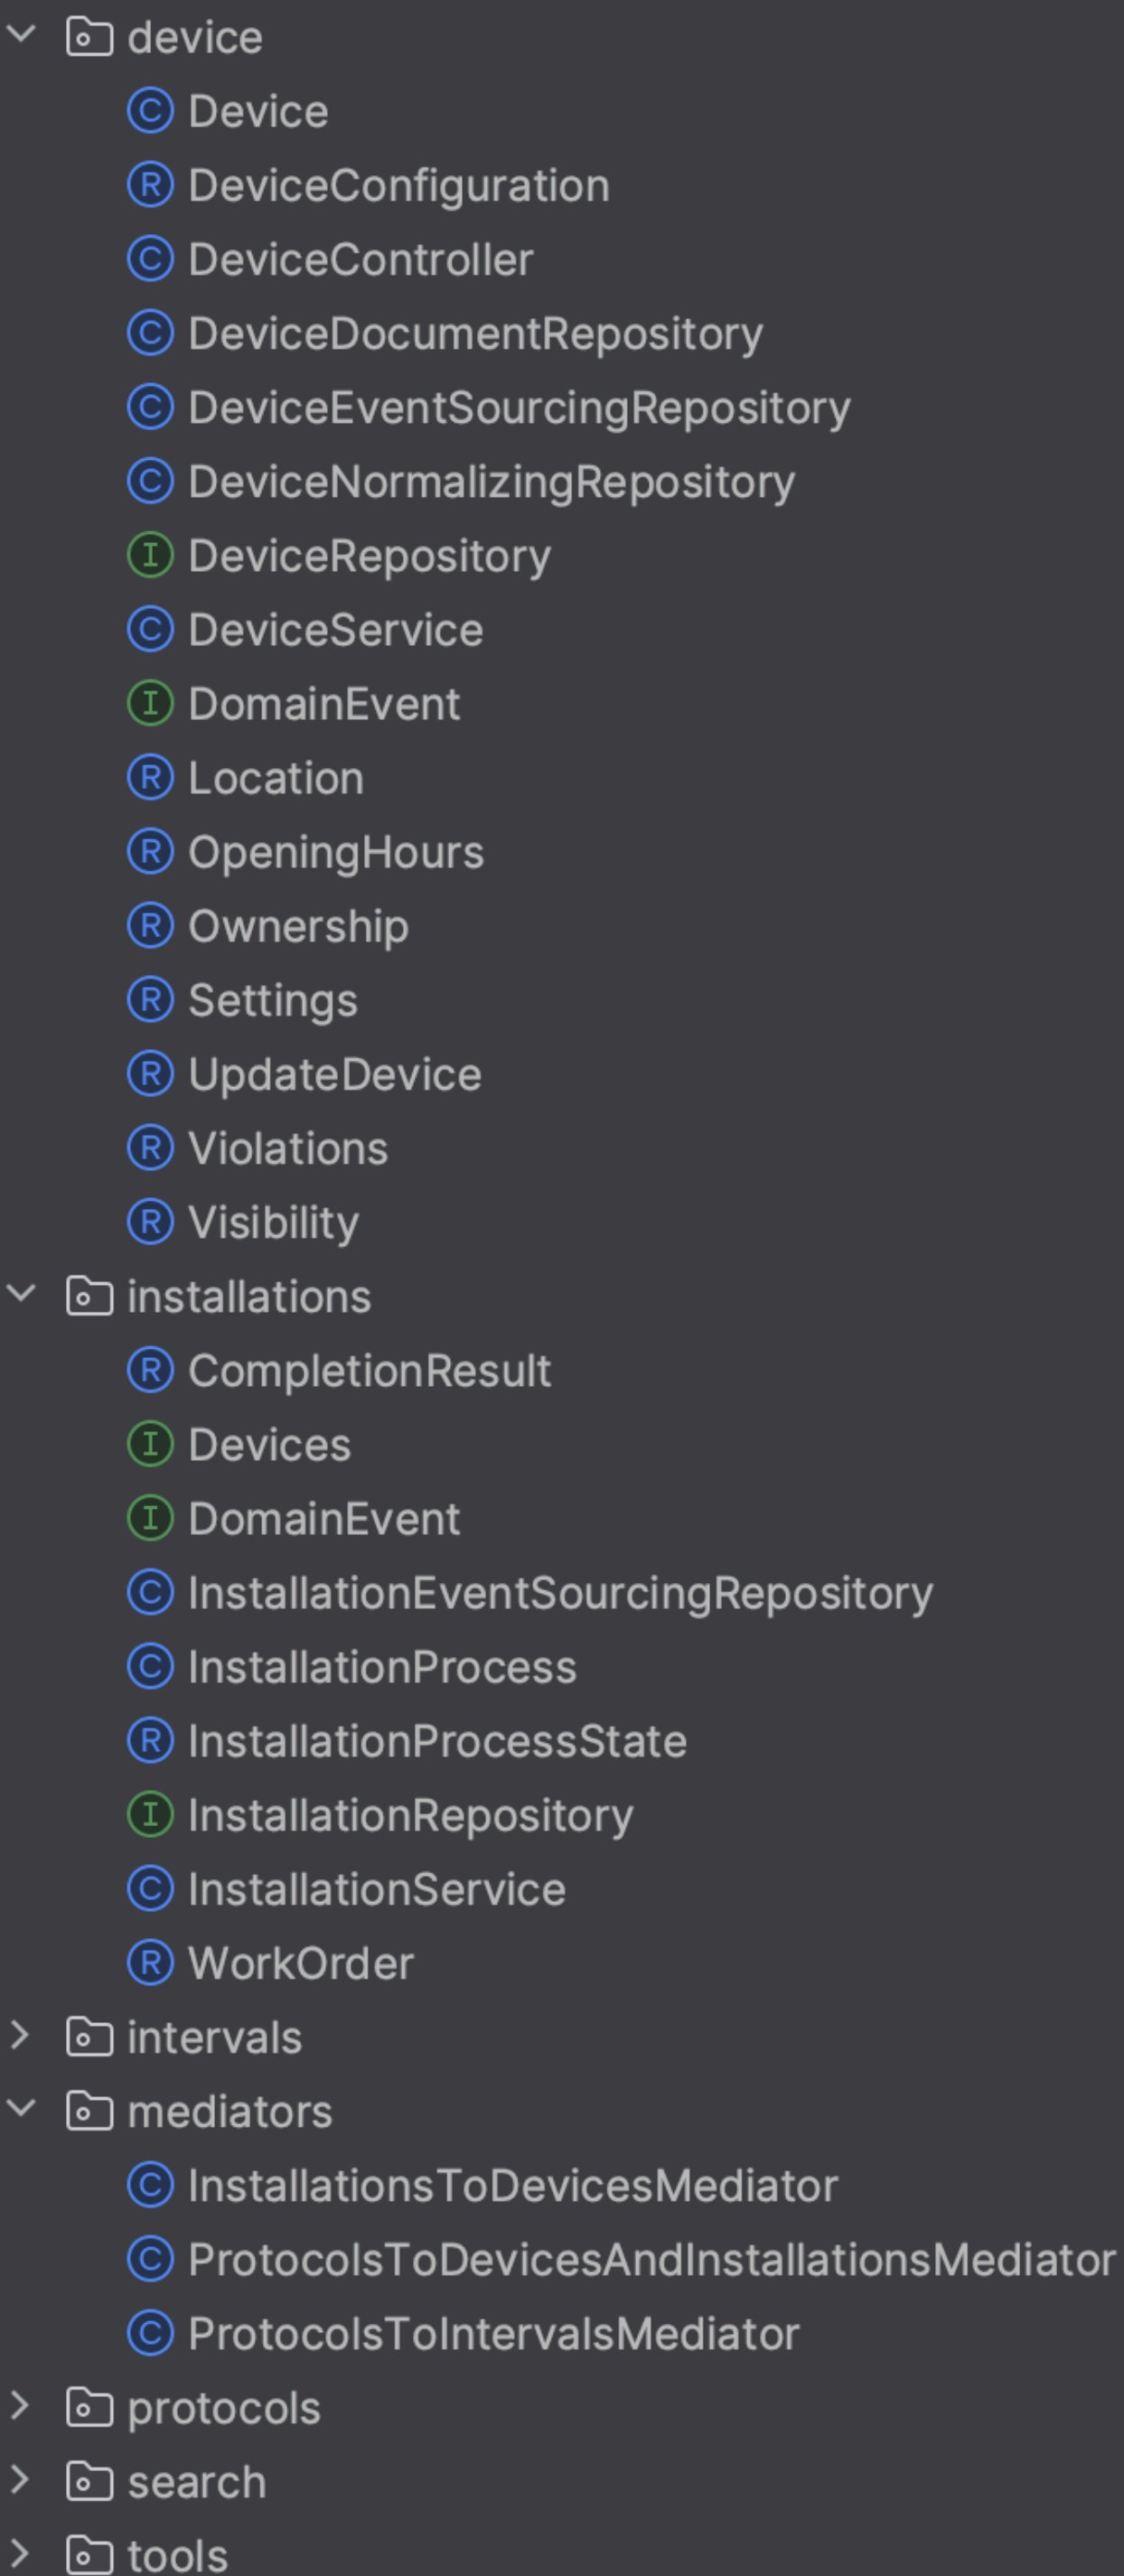 device
C Device
R DeviceConfiguration
C DeviceController
C DeviceDocumentRepository
C DeviceEventSourcingRepository
C DeviceNormalizingRepository
I DeviceRepository
C DeviceService
I DomainEvent
R Location
R OpeningHours
R Ownership
R Settings
R UpdateDevice
R Violations
R Visibility
installations
R CompletionResult
I Devices
I DomainEvent
C InstallationEventSourcingRepository
C InstallationProcess
R InstallationProcessState
I InstallationRepository
C InstallationService
R WorkOrder
intervals
mediators
C InstallationsToDevicesMediator
C ProtocolsToDevicesAndInstallationsMediator
C ProtocolsToIntervalsMediator
protocols
search
tools